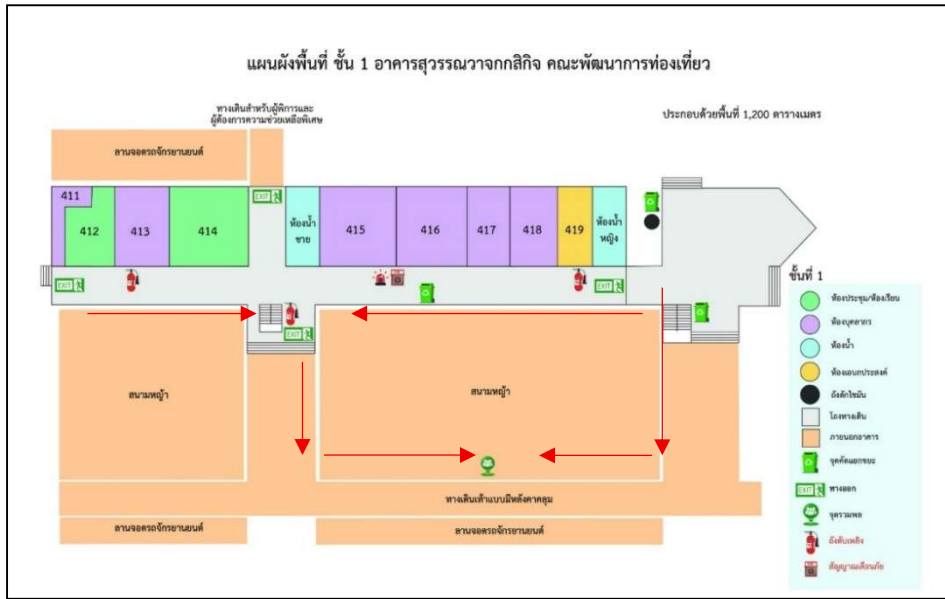 แผนผังพื้นที่ ชั้น 1 อาคารสุวรรณวาจกกสิกิจ คณะพัฒนาการท่องเที่ยว
ทางเดินสำหรับผู้พิการและ
ผู้ต้องการความช่วยเหลือพิเศษ
ประกอบด้วยพื้นที่ 1,200 ตารางเมตร
ลานจอดรถจักรยานยนต์
EXIT
411
412
413
414
ห้องน้ำ
ชาย
415
416
417
418
419
ห้องน้ำ
หญิง
EXIT
EXIT
EXIT
สนามหญ้า
สนามหญ้า
ทางเดินเท้าแบบมีหลังคาคลุม
ลานจอดรถจักรยานยนต์
ลานจอดรถจักรยานยนต์
ชั้นที่ 1
ห้องประชุม/ห้องเรียน
ห้องบุคลากร
ห้องน้ำ
ห้องเอนกประสงค์
ถังดักไขมัน
โถงทางเดิน
ภายนอกอาคาร
จุดคัดแยกขยะ
EXIT ทางออก
จุดรวมพล
ถังดับเพลิง
สัญญาณเตือนภัย